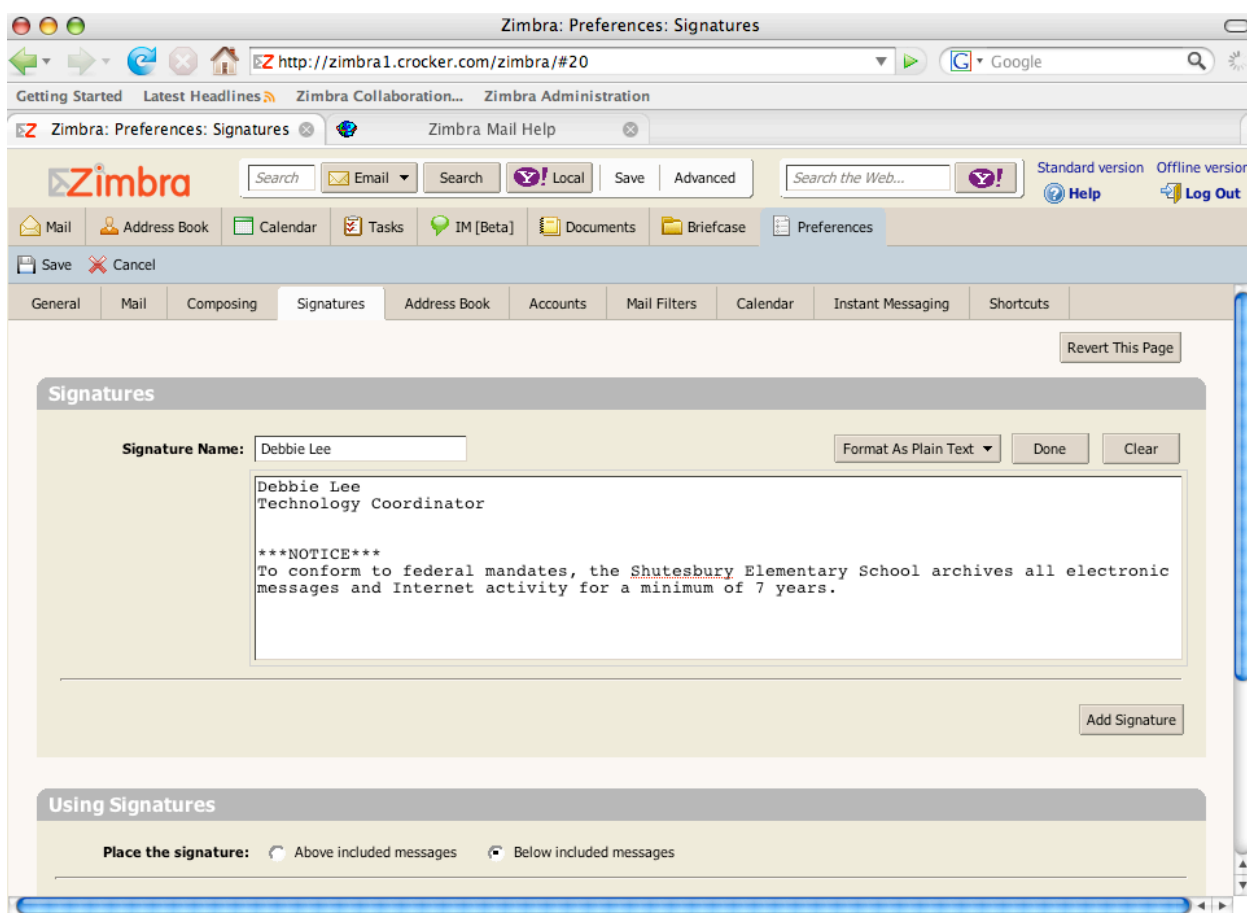 Zimbra: Preferences: Signatures
http://zimbra1.crocker.com/zimbra/#20
Google
Getting Started Latest Headlines Zimbra Collaboration... Zimbra Administration
Zimbra: Preferences: Signatures Zimbra Mail Help
Zimbra Search Email Search Y! Local Save Advanced Search the Web... Y! Standard version Offline version
Help Log Out
Mail Address Book Calendar Tasks IM [Beta] Documents Briefcase Preferences
Save Cancel
General Mail Composing Signatures Address Book Accounts Mail Filters Calendar Instant Messaging Shortcuts
Revert This Page
Signatures
Signature Name: Debbie Lee Format As Plain Text Done Clear
Debbie Lee
Technology Coordinator
***NOTICE***
To conform to federal mandates, the Shutesbury Elementary School archives all electronic
messages and Internet activity for a minimum of 7 years.
Add Signature
Using Signatures
Place the signature: Above included messages Below included messages